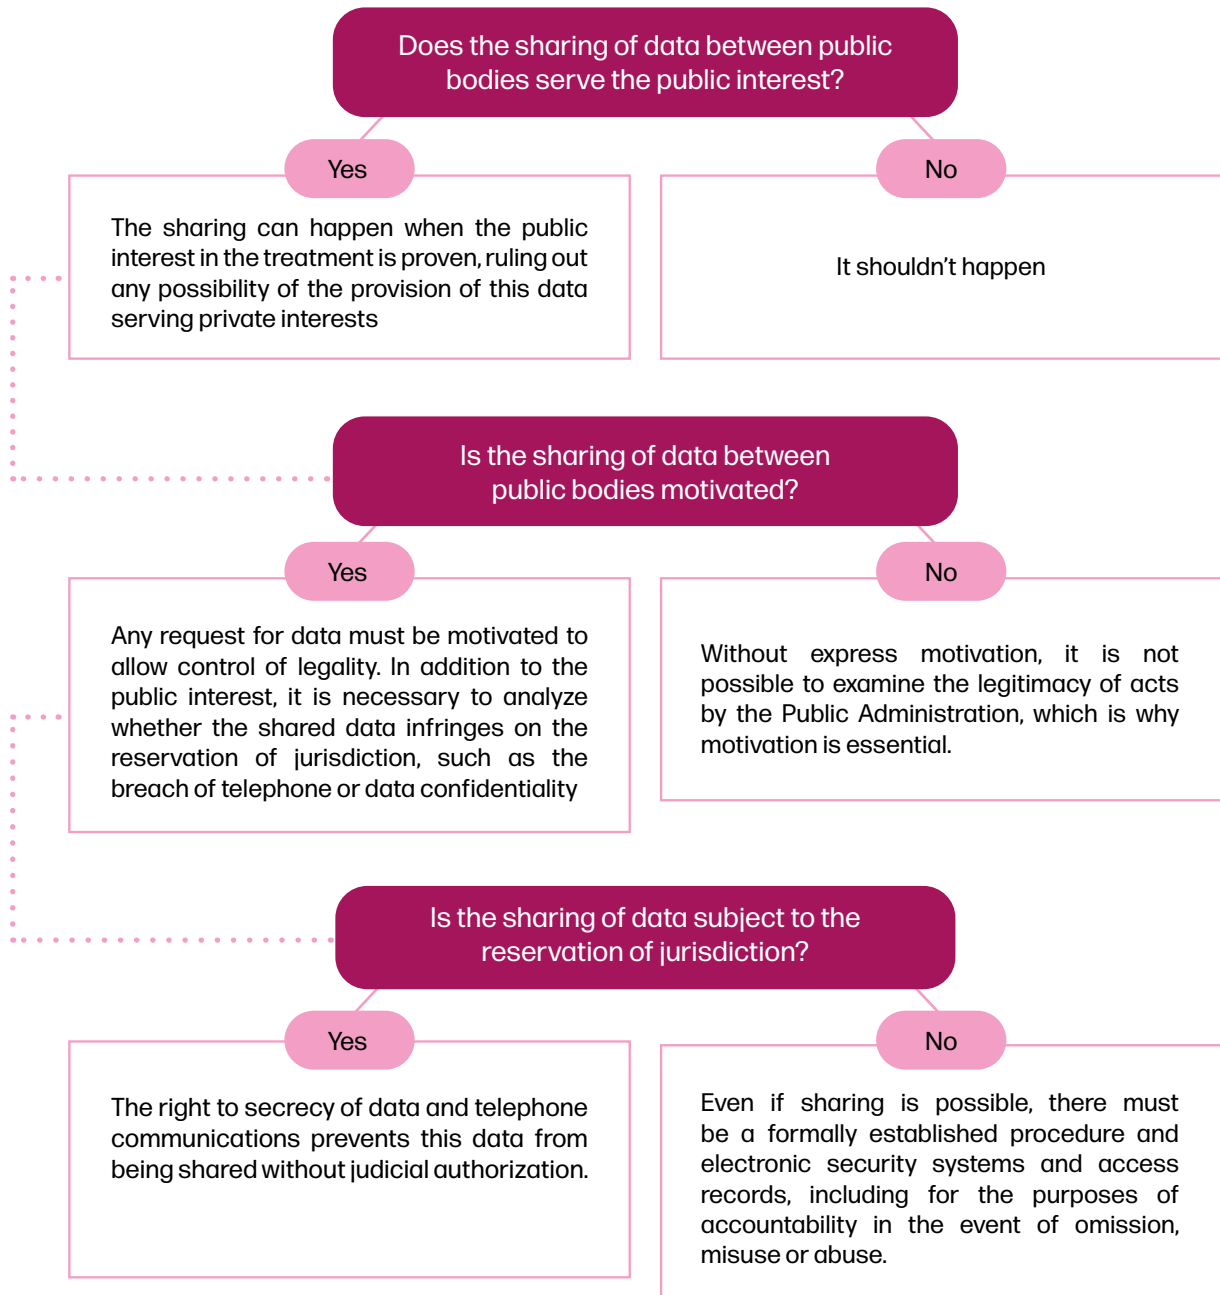 Does the sharing of data between public
bodies serve the public interest?
Yes
The sharing can happen when the public
interest in the treatment is proven, ruling out
any possibility of the provision of this data
serving private interests
No
It shouldn't happen
Is the sharing of data between
public bodies motivated?
Yes
Any request for data must be motivated to
allow control of legality. In addition to the
public interest, it is necessary to analyze
whether the shared data infringes on the
reservation of jurisdiction, such as the
breach of telephone or data confidentiality
No
Without express motivation, it is not
possible to examine the legitimacy of acts
by the Public Administration, which is why
motivation is essential.
Is the sharing of data subject to the
reservation of jurisdiction?
Yes
The right to secrecy of data and telephone
communications prevents this data from
being shared without judicial authorization.
No
Even if sharing is possible, there must
be a formally established procedure and
electronic security systems and access
records, including for the purposes of
accountability in the event of omission,
misuse or abuse.